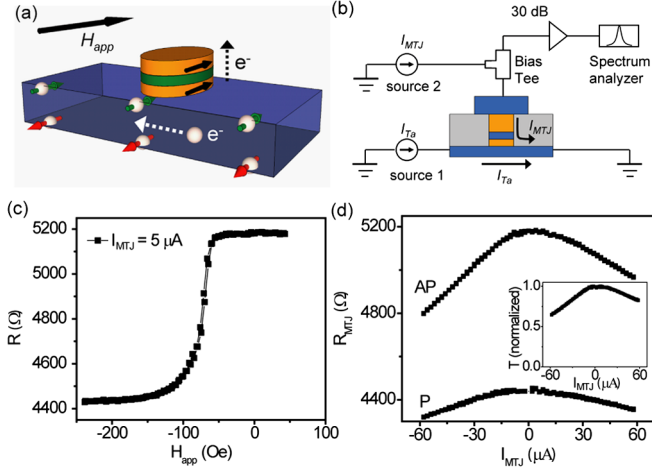 (a)
H_app
e-
e-
(b)
30 dB
I_MTJ
source 2
Bias
Tee
Spectrum
analyzer
I_MTJ
I_Ta
source 1
I_Ta
(c)
I_MTJ = 5 μA
5200
5000
4800
4600
4400
R (Ω)
-200 -100 0 100
H_app (Oe)
(d)
5200
4800
4400
R_MTJ (Ω)
AP
P
1.0
0.5
0.0
T (normalized)
-60 0 60
I_MTJ (μA)
-60 -30 0 30 60
I_MTJ (μA)